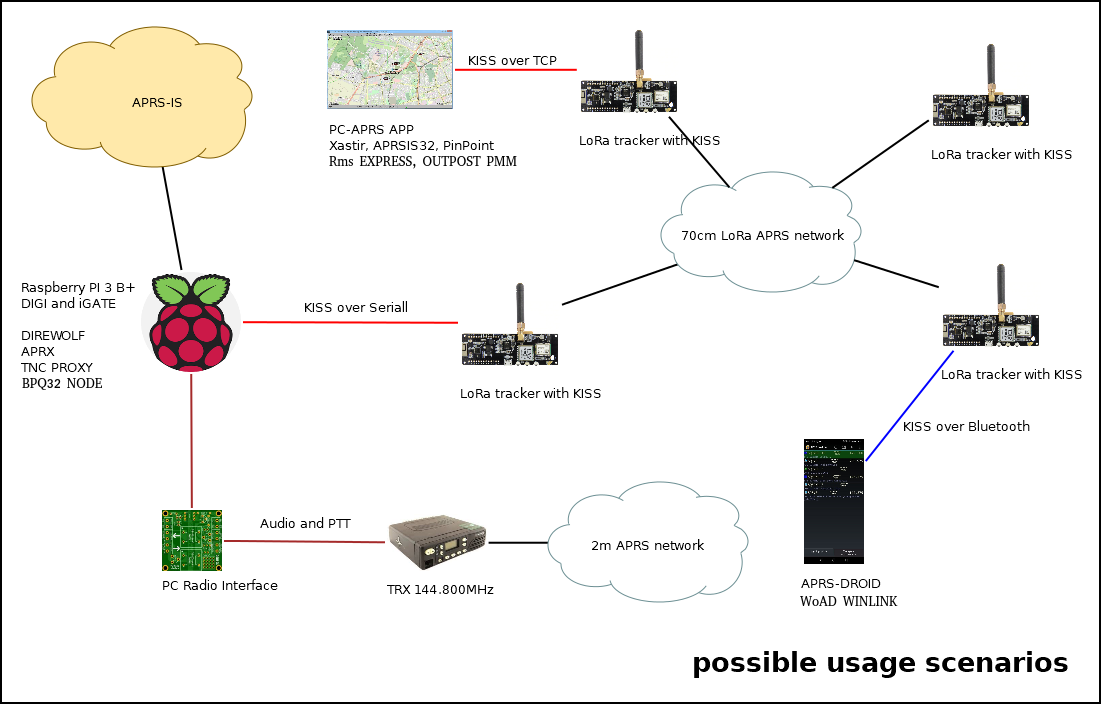 APRS-IS
KISS over TCP
PC-APRS APP
Xastir, APRSIS32, PinPoint
Rms EXPRESS, OUTPOST PMM
LoRa tracker with KISS
LoRa tracker with KISS
70cm LoRa APRS network
Raspberry PI 3 B+
DIGI and iGATE
DIREWOLF
APRX
TNC PROXY
BPQ32 NODE
KISS over Seriall
LoRa tracker with KISS
LoRa tracker with KISS
KISS over Bluetooth
Audio and PTT
PC Radio Interface
TRX 144.800MHz
2m APRS network
APRS-DROID
WoAD WINLINK
possible usage scenarios